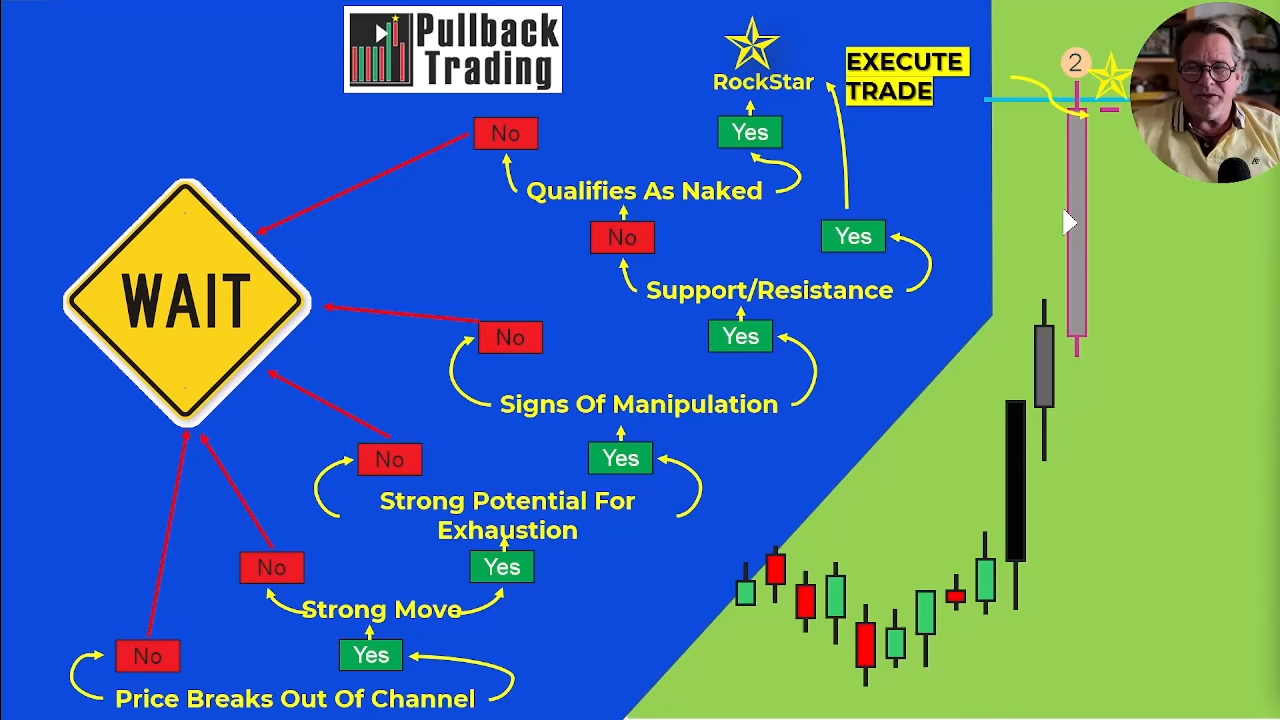 Pullback
Trading
RockStar
EXECUTE
TRADE
2
No
Yes
Qualifies As Naked
No
Yes
Support/Resistance
WAIT
No
Yes
Signs Of Manipulation
No
Yes
Strong Potential For
Exhaustion
No
Yes
Strong Move
No
Yes
Price Breaks Out Of Channel